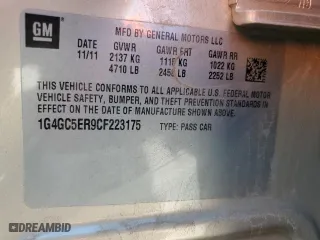 GM
MFD BY GENERAL MOTORS LLC
DATE GVWR GAWR FRT GAWR RR
11/11 2137 KG 1115 KG 1022 KG
4710 LB 2458 LB 2252 LB
THIS VEHICLE CONFORMS TO ALL APPLICABLE U.S. FEDERAL MOTOR
VEHICLE SAFETY, BUMPER, AND THEFT PREVENTION STANDARDS IN
EFFECT ON THE DATE OF MANUFACTURE SHOWN ABOVE.
1G4GC5ER9CF223175 TYPE: PASS CAR
DREAMBID